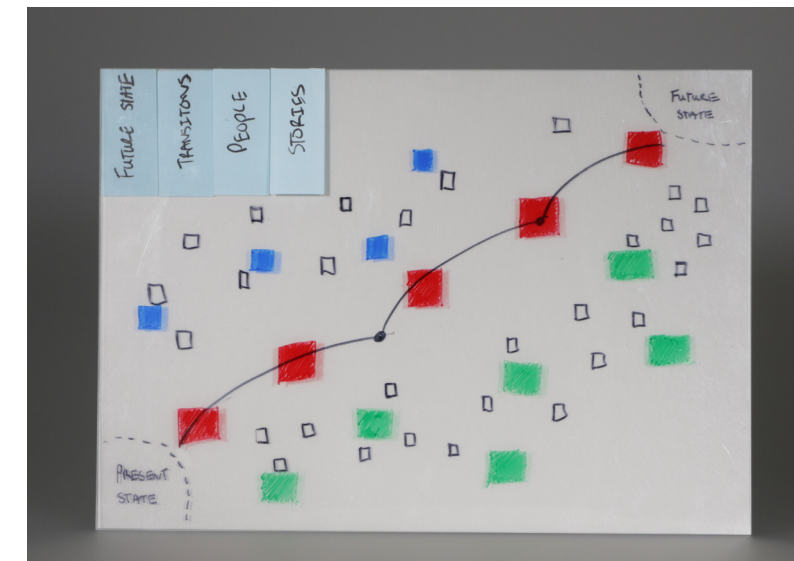 FUTURE STATE
TRANSITIONS
PEOPLE
STORIES
FUTURE
STATE
PRESENT
STATE